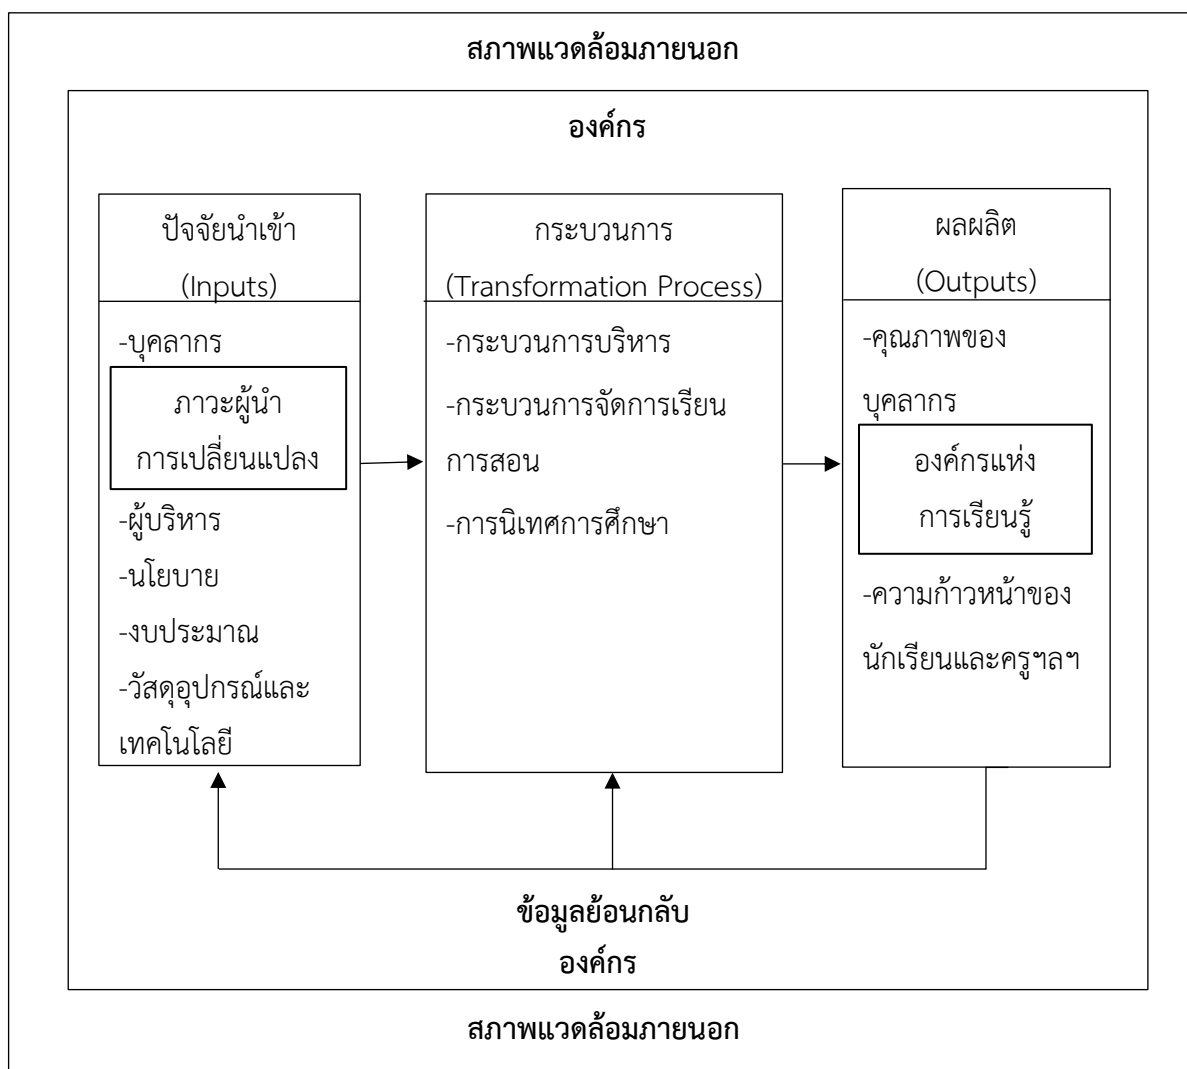 สภาพแวดล้อมภายนอก
องค์กร
ปัจจัยนำเข้า
(Inputs)
-บุคลากร
ภาวะผู้นำ
การเปลี่ยนแปลง
-ผู้บริหาร
-นโยบาย
-งบประมาณ
-วัสดุอุปกรณ์และ
เทคโนโลยี
กระบวนการ
(Transformation Process)
-กระบวนการบริหาร
-กระบวนการจัดการเรียน
การสอน
-การนิเทศการศึกษา
ผลผลิต
(Outputs)
-คุณภาพของ
บุคลากร
องค์กรแห่ง
การเรียนรู้
-ความก้าวหน้าของ
นักเรียนและครูฯลฯ
ข้อมูลย้อนกลับ
องค์กร
สภาพแวดล้อมภายนอก